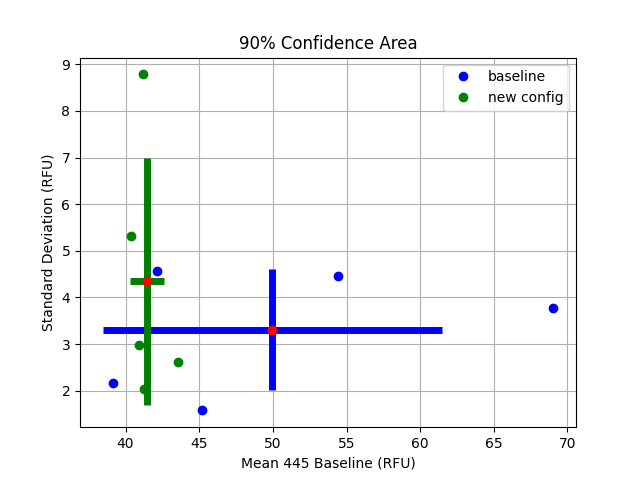 90% Confidence Area
baseline
new config
Standard Deviation (RFU)
9
8
7
6
5
4
3
2
40 45 50 55 60 65 70
Mean 445 Baseline (RFU)